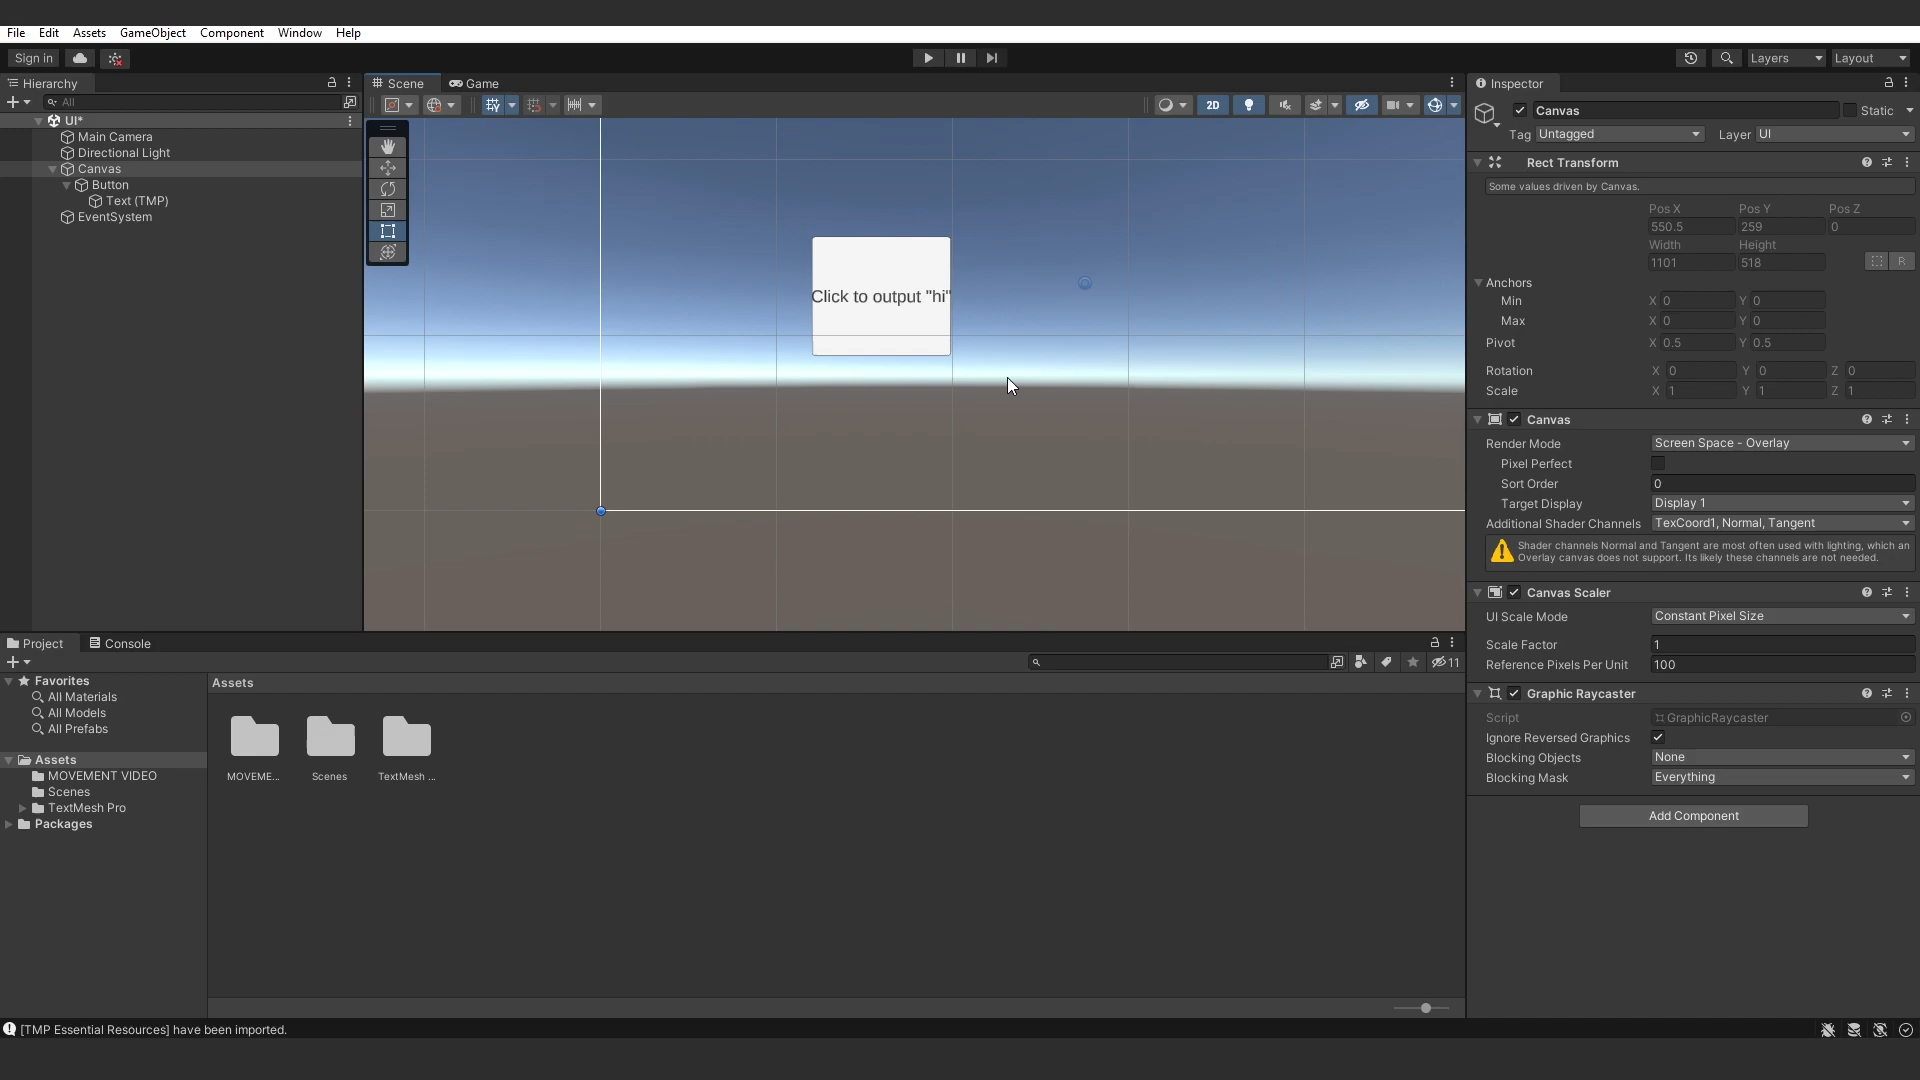 File Edit Assets GameObject Component Window Help
Sign in
Layers Layout
Hierarchy
All
UI*
Main Camera
Directional Light
Canvas
Button
Text (TMP)
EventSystem
Scene Game
2D
Click to output "hi"
Inspector
Canvas Static
Tag Untagged Layer UI
Rect Transform
Some values driven by Canvas.
Pos X Pos Y Pos Z
550.5 259 0
Width Height
1101 518 R
Anchors
Min X 0 Y 0
Max X 0 Y 0
Pivot X 0.5 Y 0.5
Rotation X 0 Y 0 Z 0
Scale X 1 Y 1 Z 1
Canvas
Render Mode Screen Space - Overlay
Pixel Perfect
Sort Order 0
Target Display Display 1
Additional Shader Channels TexCoord1, Normal, Tangent
Shader channels Normal and Tangent are most often used with lighting, which an
Overlay canvas does not support. Its likely these channels are not needed.
Canvas Scaler
UI Scale Mode Constant Pixel Size
Scale Factor 1
Reference Pixels Per Unit 100
Graphic Raycaster
Script GraphicRaycaster
Ignore Reversed Graphics
Blocking Objects None
Blocking Mask Everything
Add Component
Project Console
11
Favorites
All Materials
All Models
All Prefabs
Assets
MOVEMENT VIDEO
Scenes
TextMesh Pro
Packages
Assets
MOVEME... Scenes TextMesh ...
[TMP Essential Resources] have been imported.